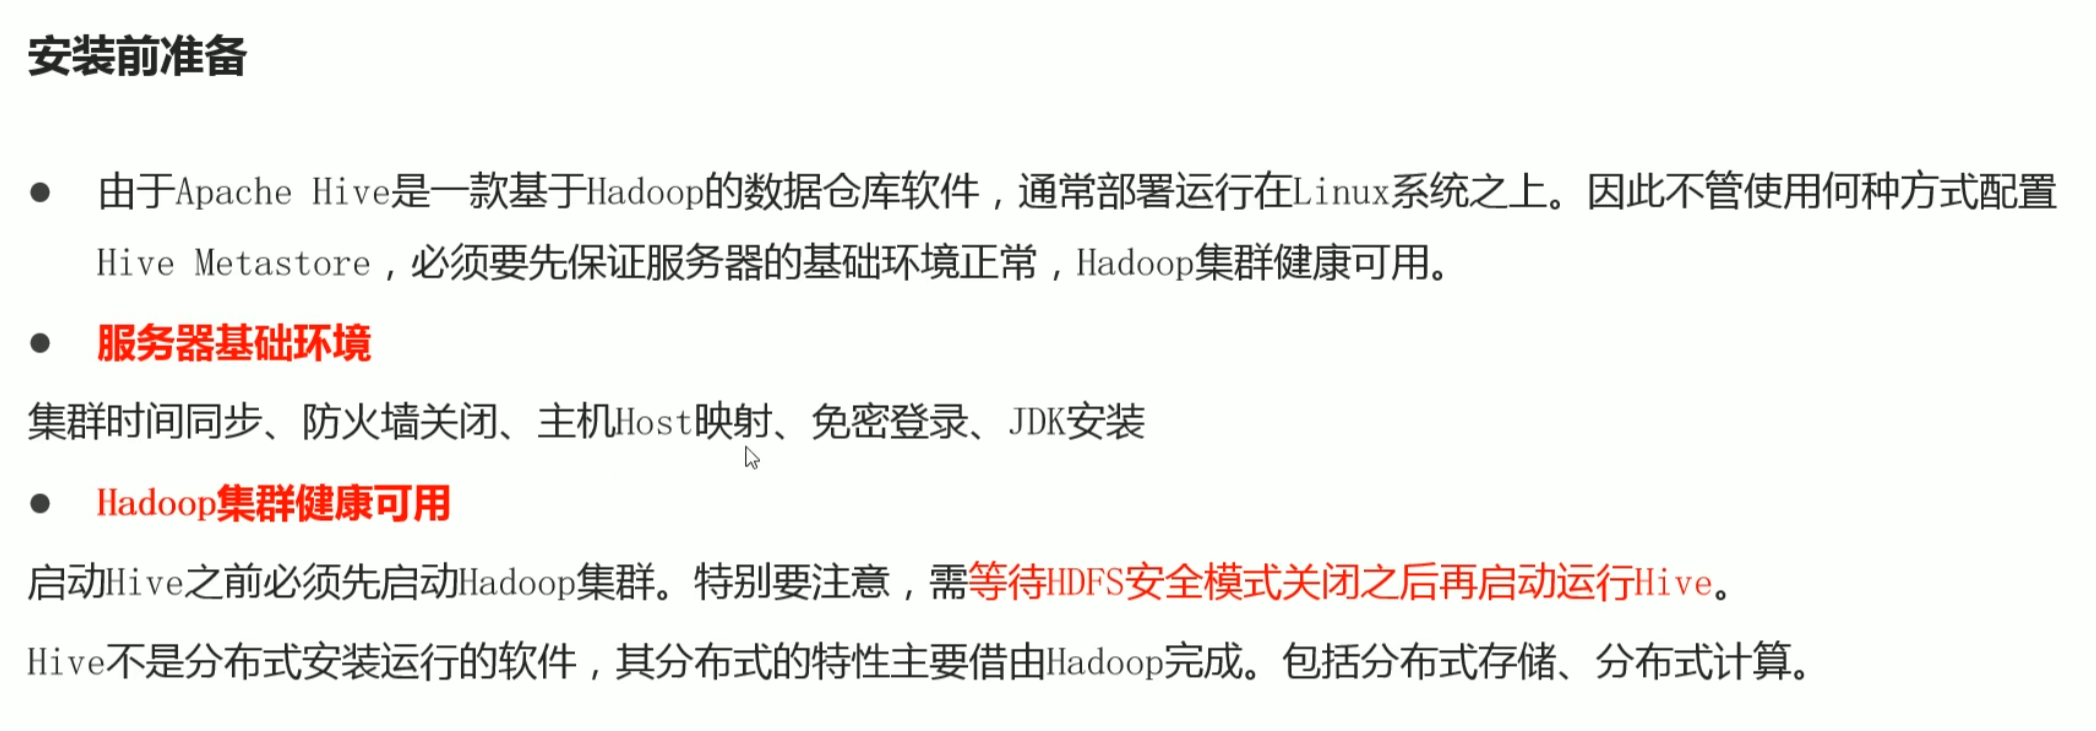 安装前准备
● 由于Apache Hive是一款基于Hadoop的数据仓库软件，通常部署运行在Linux系统之上。因此不管使用何种方式配置
Hive Metastore，必须要先保证服务器的基础环境正常，Hadoop集群健康可用。
● 服务器基础环境
集群时间同步、防火墙关闭、主机Host映射、免密登录、JDK安装
● Hadoop集群健康可用
启动Hive之前必须先启动Hadoop集群。特别要注意，需等待HDFS安全模式关闭之后再启动运行Hive。
Hive不是分布式安装运行的软件，其分布式的特性主要借由Hadoop完成。包括分布式存储、分布式计算。